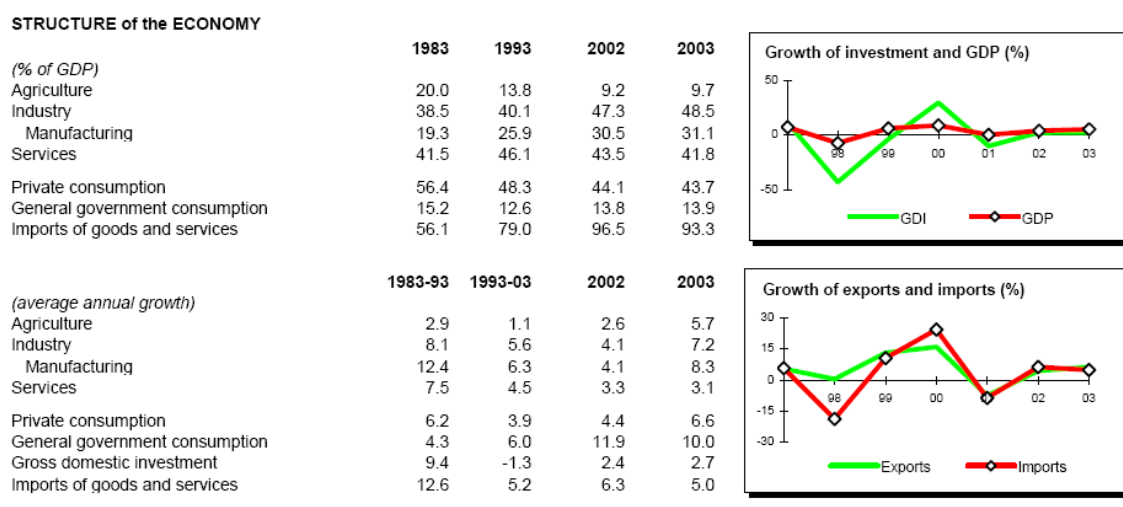 STRUCTURE of the ECONOMY
1983 1993 2002 2003
(% of GDP)
Agriculture 20.0 13.8 9.2 9.7
Industry 38.5 40.1 47.3 48.5
Manufacturing 19.3 25.9 30.5 31.1
Services 41.5 46.1 43.5 41.8
Private consumption 56.4 48.3 44.1 43.7
General government consumption 15.2 12.6 13.8 13.9
Imports of goods and services 56.1 79.0 96.5 93.3
1983-93 1993-03 2002 2003
(average annual growth)
Agriculture 2.9 1.1 2.6 5.7
Industry 8.1 5.6 4.1 7.2
Manufacturing 12.4 6.3 4.1 8.3
Services 7.5 4.5 3.3 3.1
Private consumption 6.2 3.9 4.4 6.6
General government consumption 4.3 6.0 11.9 10.0
Gross domestic investment 9.4 -1.3 2.4 2.7
Imports of goods and services 12.6 5.2 6.3 5.0
Growth of investment and GDP (%)
50
0
98 99 00 01 02 03
-50
GDI GDP
Growth of exports and imports (%)
30
15
0
98 99 00 01 02 03
-15
-30
Exports Imports